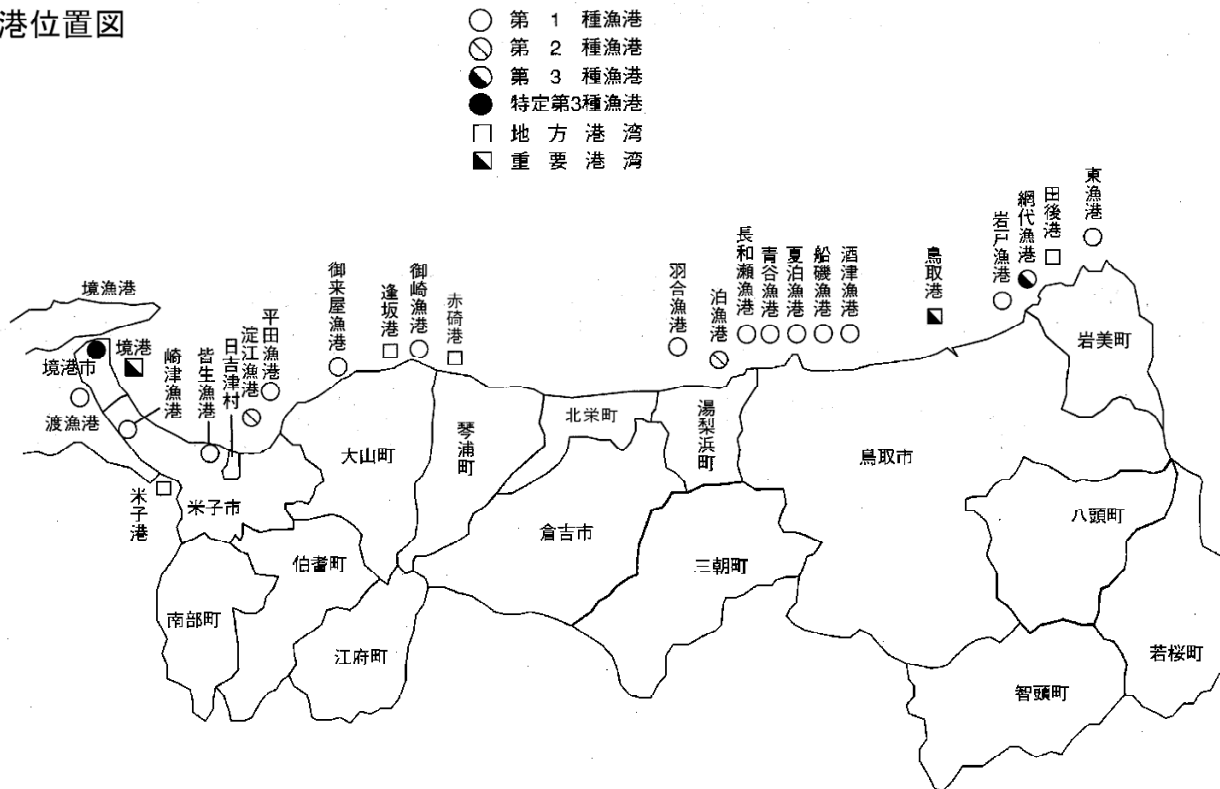 港位置図
第 1 種漁港
第 2 種漁港
第 3 種漁港
特定第3種漁港
地 方 港 湾
重 要 港 湾
境漁港
境港市
境港
渡漁港
崎津漁港
皆生漁港
日吉津村
淀江漁港
平田漁港
御来屋漁港
逢坂港
御崎漁港
赤碕港
羽合漁港
泊漁港
長和瀬漁港
青谷漁港
夏泊漁港
船磯漁港
酒津漁港
鳥取港
岩戸漁港
網代漁港
田後港
東漁港
米子港
米子市
大山町
琴浦町
北栄町
湯梨浜町
鳥取市
岩美町
八頭町
倉吉市
三朝町
伯耆町
南部町
江府町
智頭町
若桜町